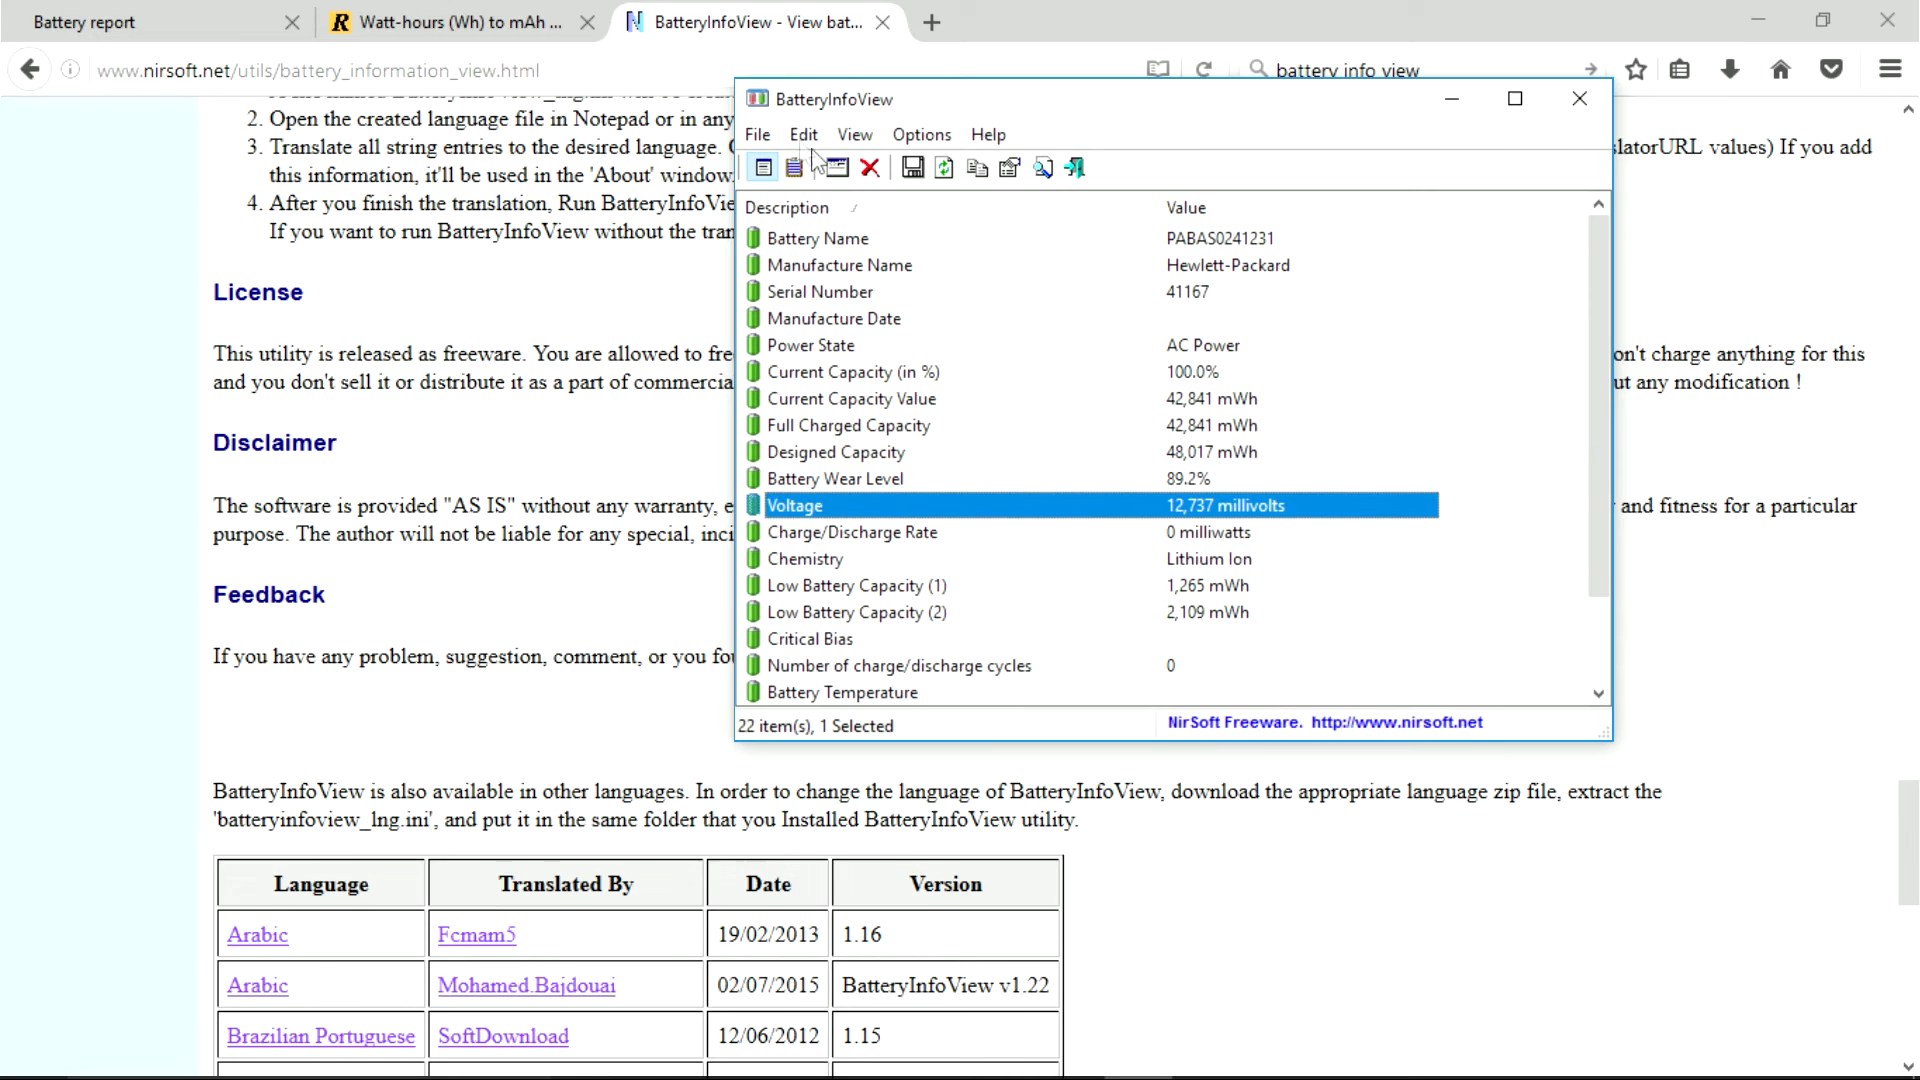 Battery report
Watt-hours (Wh) to mAh ...
BatteryInfoView - View bat...
www.nirsoft.net/utils/battery_information_view.html
battery info view
2. Open the created language file in Notepad or in any
3. Translate all string entries to the desired language.
latorURL values) If you add
this information, it'll be used in the 'About' window.
4. After you finish the translation, Run BatteryInfoVie
If you want to run BatteryInfoView without the tran
License
This utility is released as freeware. You are allowed to fre
on't charge anything for this
and you don't sell it or distribute it as a part of commercia
ut any modification !
Disclaimer
The software is provided "AS IS" without any warranty, e
and fitness for a particular
purpose. The author will not be liable for any special, inci
Feedback
If you have any problem, suggestion, comment, or you fou
BatteryInfoView
File Edit View Options Help
Description Value
Battery Name PABAS0241231
Manufacture Name Hewlett-Packard
Serial Number 41167
Manufacture Date
Power State AC Power
Current Capacity (in %) 100.0%
Current Capacity Value 42,841 mWh
Full Charged Capacity 42,841 mWh
Designed Capacity 48,017 mWh
Battery Wear Level 89.2%
Voltage 12,737 millivolts
Charge/Discharge Rate 0 milliwatts
Chemistry Lithium Ion
Low Battery Capacity (1) 1,265 mWh
Low Battery Capacity (2) 2,109 mWh
Critical Bias
Number of charge/discharge cycles 0
Battery Temperature
22 item(s), 1 Selected
NirSoft Freeware. http://www.nirsoft.net
BatteryInfoView is also available in other languages. In order to change the language of BatteryInfoView, download the appropriate language zip file, extract the
'batteryinfoview_lng.ini', and put it in the same folder that you Installed BatteryInfoView utility.
Language Translated By Date Version
Arabic Fcmam5 19/02/2013 1.16
Arabic Mohamed.Bajdouai 02/07/2015 BatteryInfoView v1.22
Brazilian Portuguese SoftDownload 12/06/2012 1.15